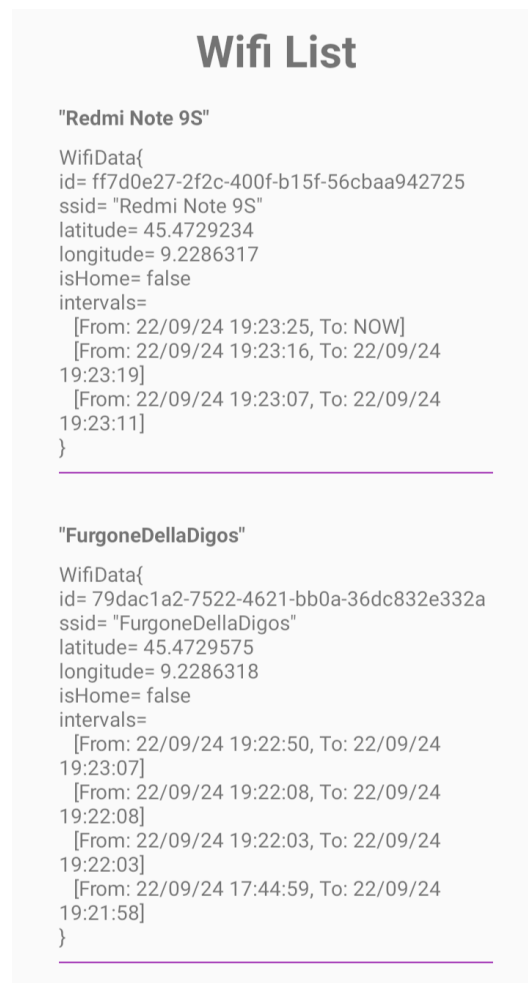 Wifi List
"Redmi Note 9S"
WifiData{
id= ff7d0e27-2f2c-400f-b15f-56cbaa942725
ssid= "Redmi Note 9S"
latitude= 45.4729234
longitude= 9.2286317
isHome= false
intervals=
[From: 22/09/24 19:23:25, To: NOW]
[From: 22/09/24 19:23:16, To: 22/09/24
19:23:19]
[From: 22/09/24 19:23:07, To: 22/09/24
19:23:11]
}
"FurgoneDellaDigos"
WifiData{
id= 79dac1a2-7522-4621-bb0a-36dc832e332a
ssid= "FurgoneDellaDigos"
latitude= 45.4729575
longitude= 9.2286318
isHome= false
intervals=
[From: 22/09/24 19:22:50, To: 22/09/24
19:23:07]
[From: 22/09/24 19:22:08, To: 22/09/24
19:22:08]
[From: 22/09/24 19:22:03, To: 22/09/24
19:22:03]
[From: 22/09/24 17:44:59, To: 22/09/24
19:21:58]
}